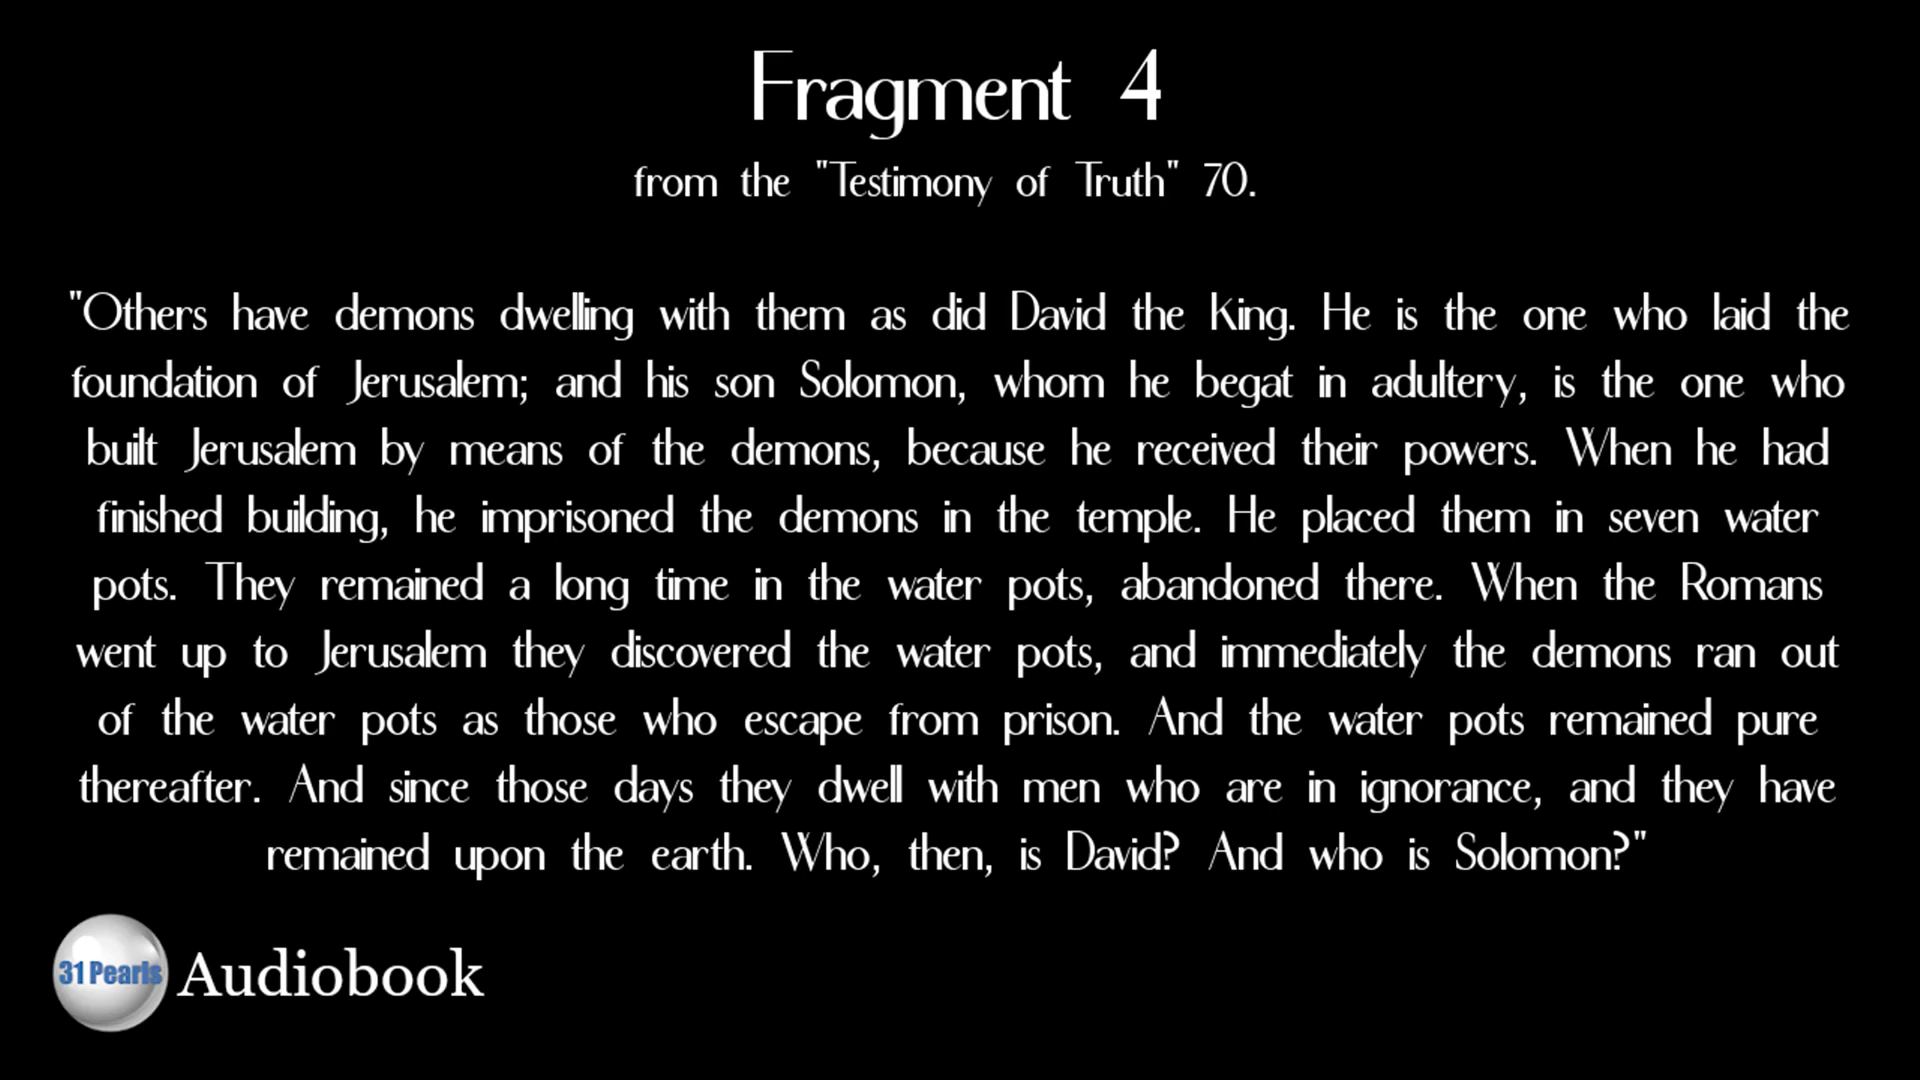 Fragment 4
from the "Testimony of Truth" 70.
"Others have demons dwelling with them as did David the King. He is the one who laid the
foundation of Jerusalem; and his son Solomon, whom he begat in adultery, is the one who
built Jerusalem by means of the demons, because he received their powers. When he had
finished building, he imprisoned the demons in the temple. He placed them in seven water
pots. They remained a long time in the water pots, abandoned there. When the Romans
went up to Jerusalem they discovered the water pots, and immediately the demons ran out
of the water pots as those who escape from prison. And the water pots remained pure
thereafter. And since those days they dwell with men who are in ignorance, and they have
remained upon the earth. Who, then, is David? And who is Solomon?"
31 Pearls Audiobook